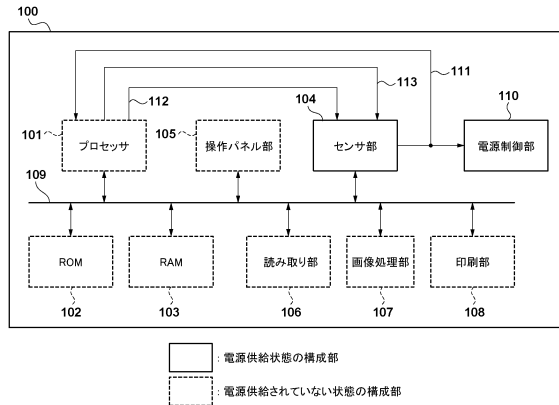 100
111
112
113
104
110
101
プロセッサ
105
操作パネル部
センサ部
電源制御部
109
ROM
RAM
読み取り部
画像処理部
印刷部
102
103
106
107
108
: 電源供給状態の構成部
: 電源供給されていない状態の構成部